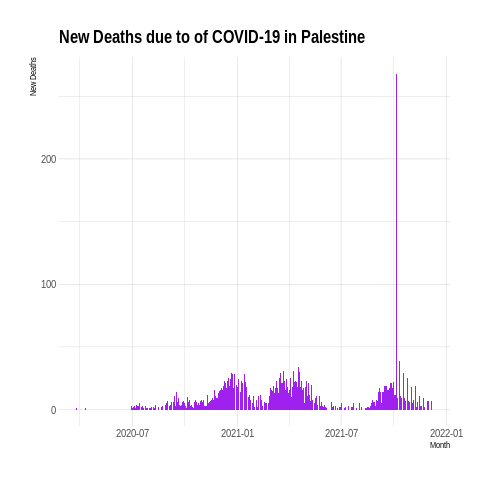 New Deaths due to of COVID-19 in Palestine
New Deaths
200
100
0
2020-07
2021-01
2021-07
2022-01
Month